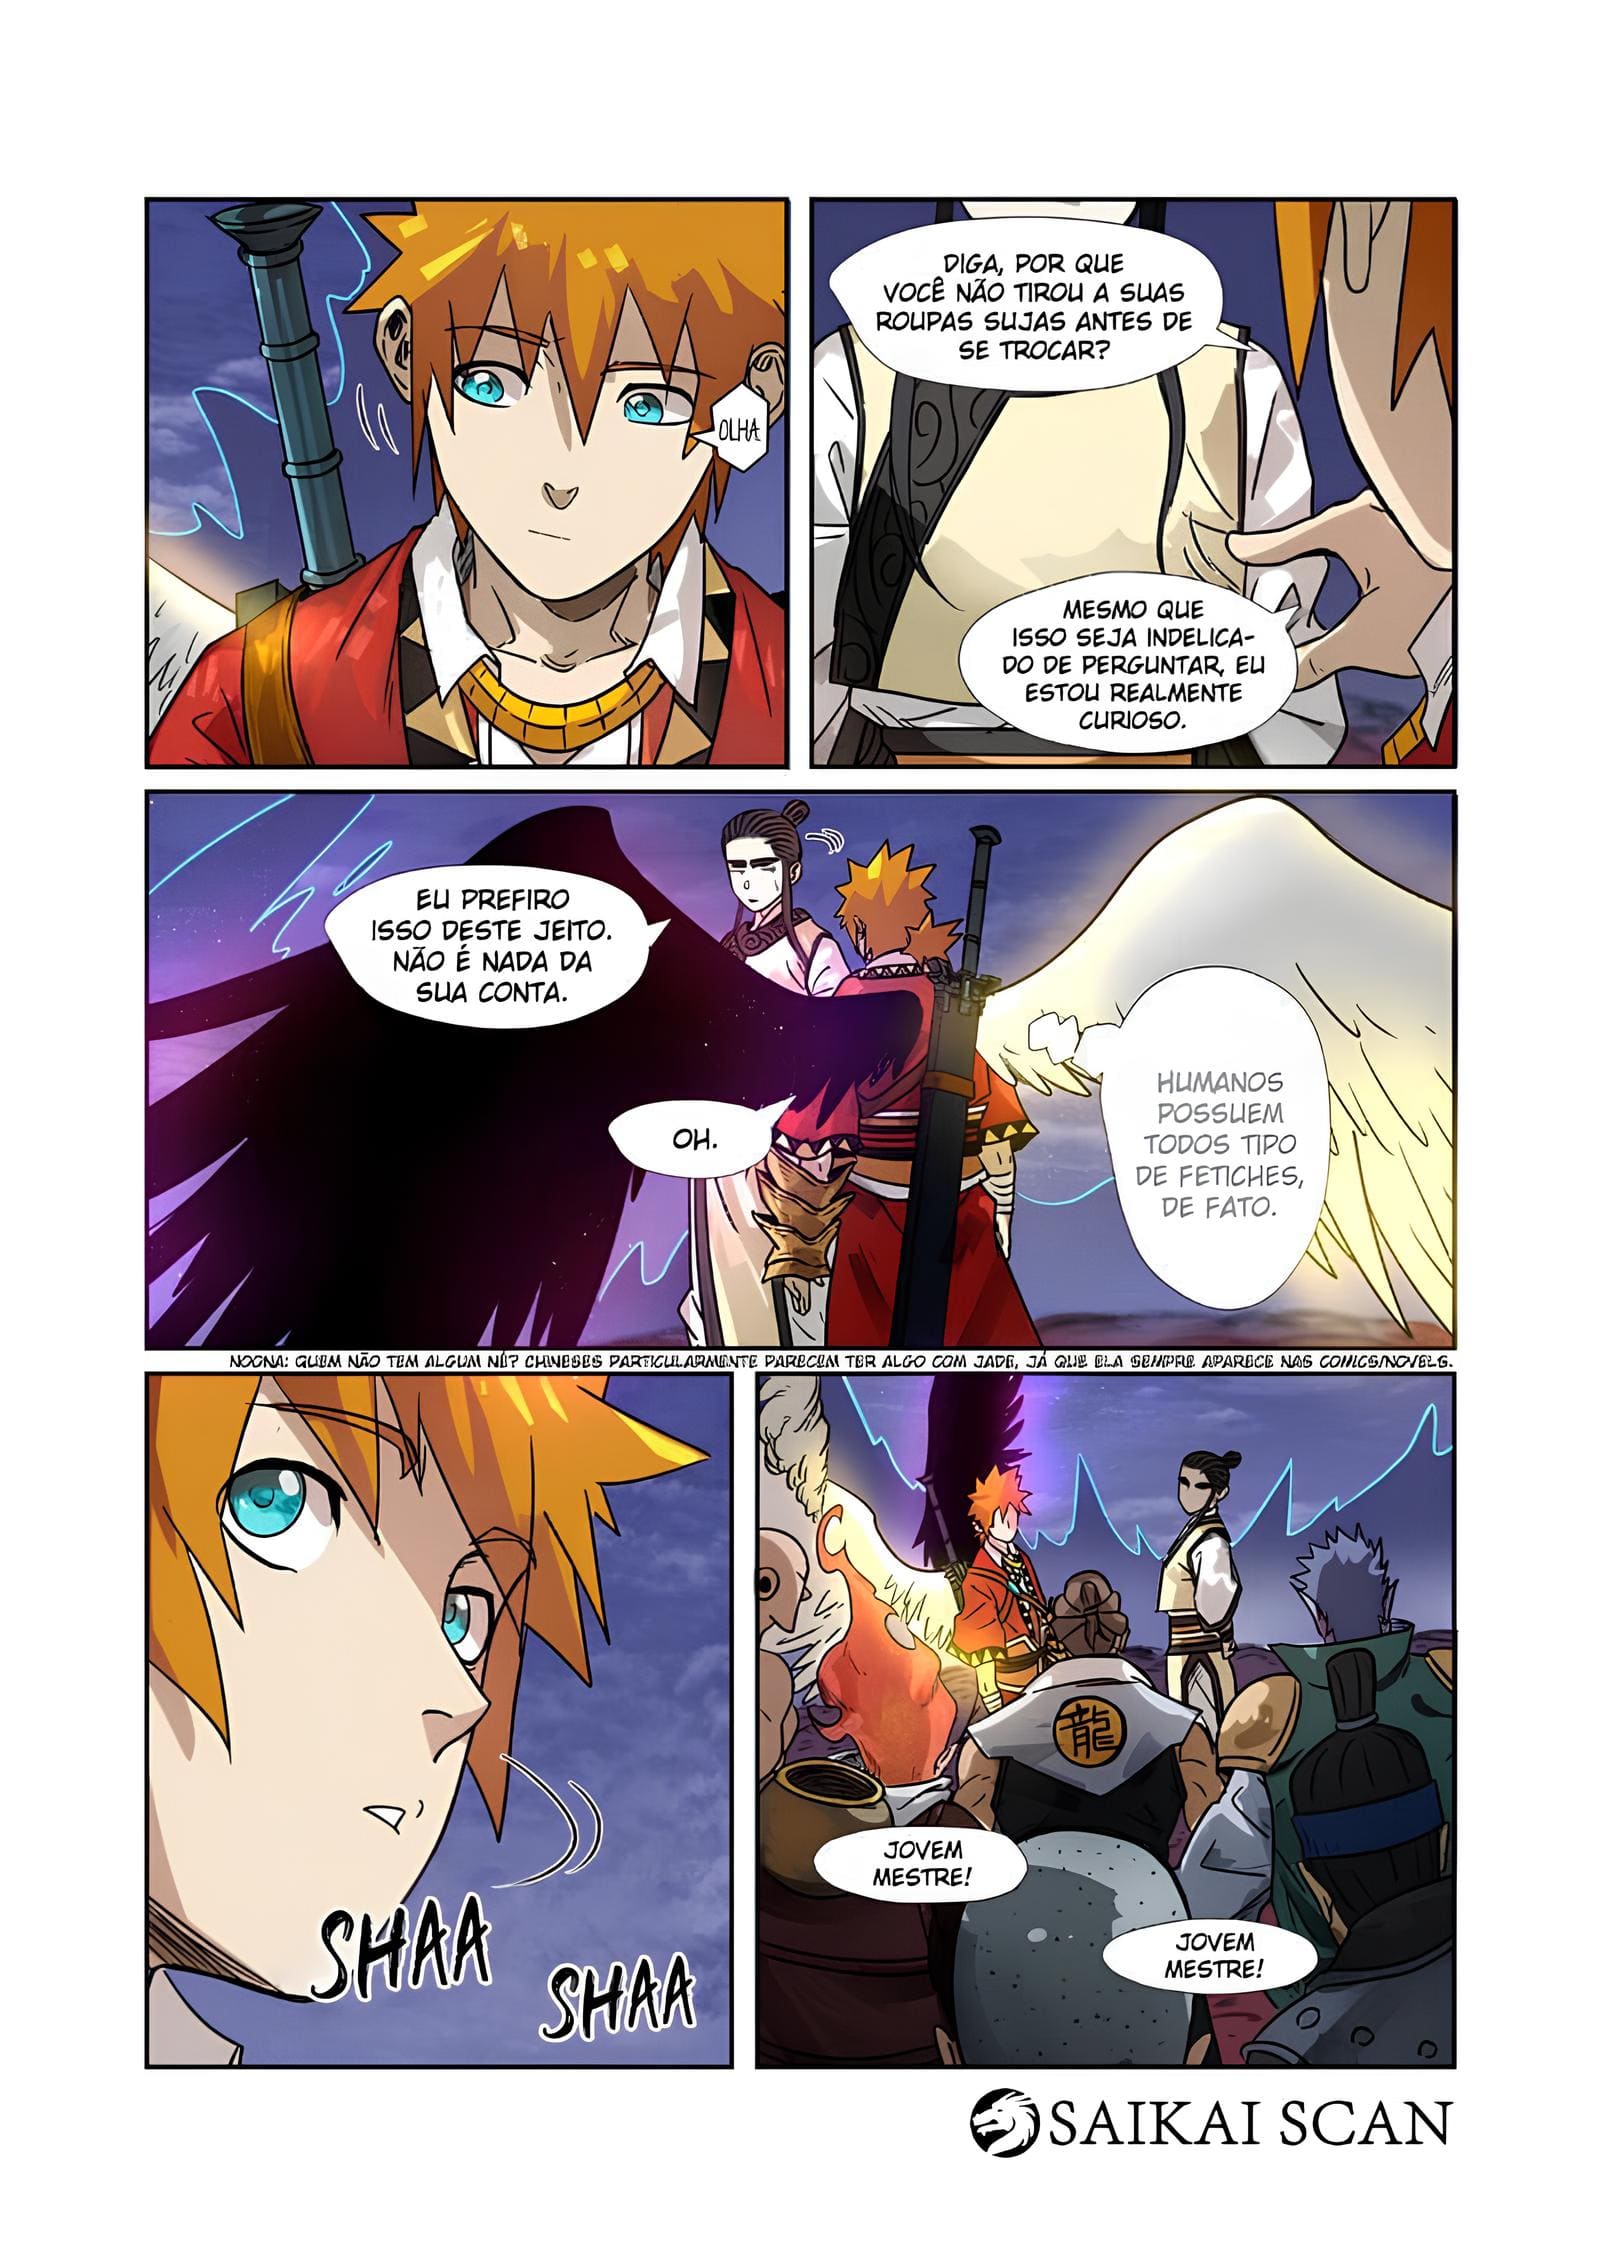 OLHA
DIGA, POR QUE
VOCÊ NÃO TIROU A SUAS
ROUPAS SUJAS ANTES DE
SE TROCAR?
MESMO QUE
ISSO SEJA INDELICA-
DO DE PERGUNTAR, EU
ESTOU REALMENTE
CURIOSO.
EU PREFIRO
ISSO DESTE JEITO.
NÃO É NADA DA
SUA CONTA.
OH.
HUMANOS
POSSUEM
TODOS TIPO
DE FETICHES,
DE FATO.
NOGNA: QUEM NÃO TEM ALGUM NÉ? CHINESES PARTICULARMENTE PARECEM TER ALGO COM JADE, JÁ QUE ELA SEMPRE APARECE NAS COMICS/NOVELS.
SHAA
SHAA
龍
JOVEM
MESTRE!
JOVEM
MESTRE!
SAIKAI SCAN